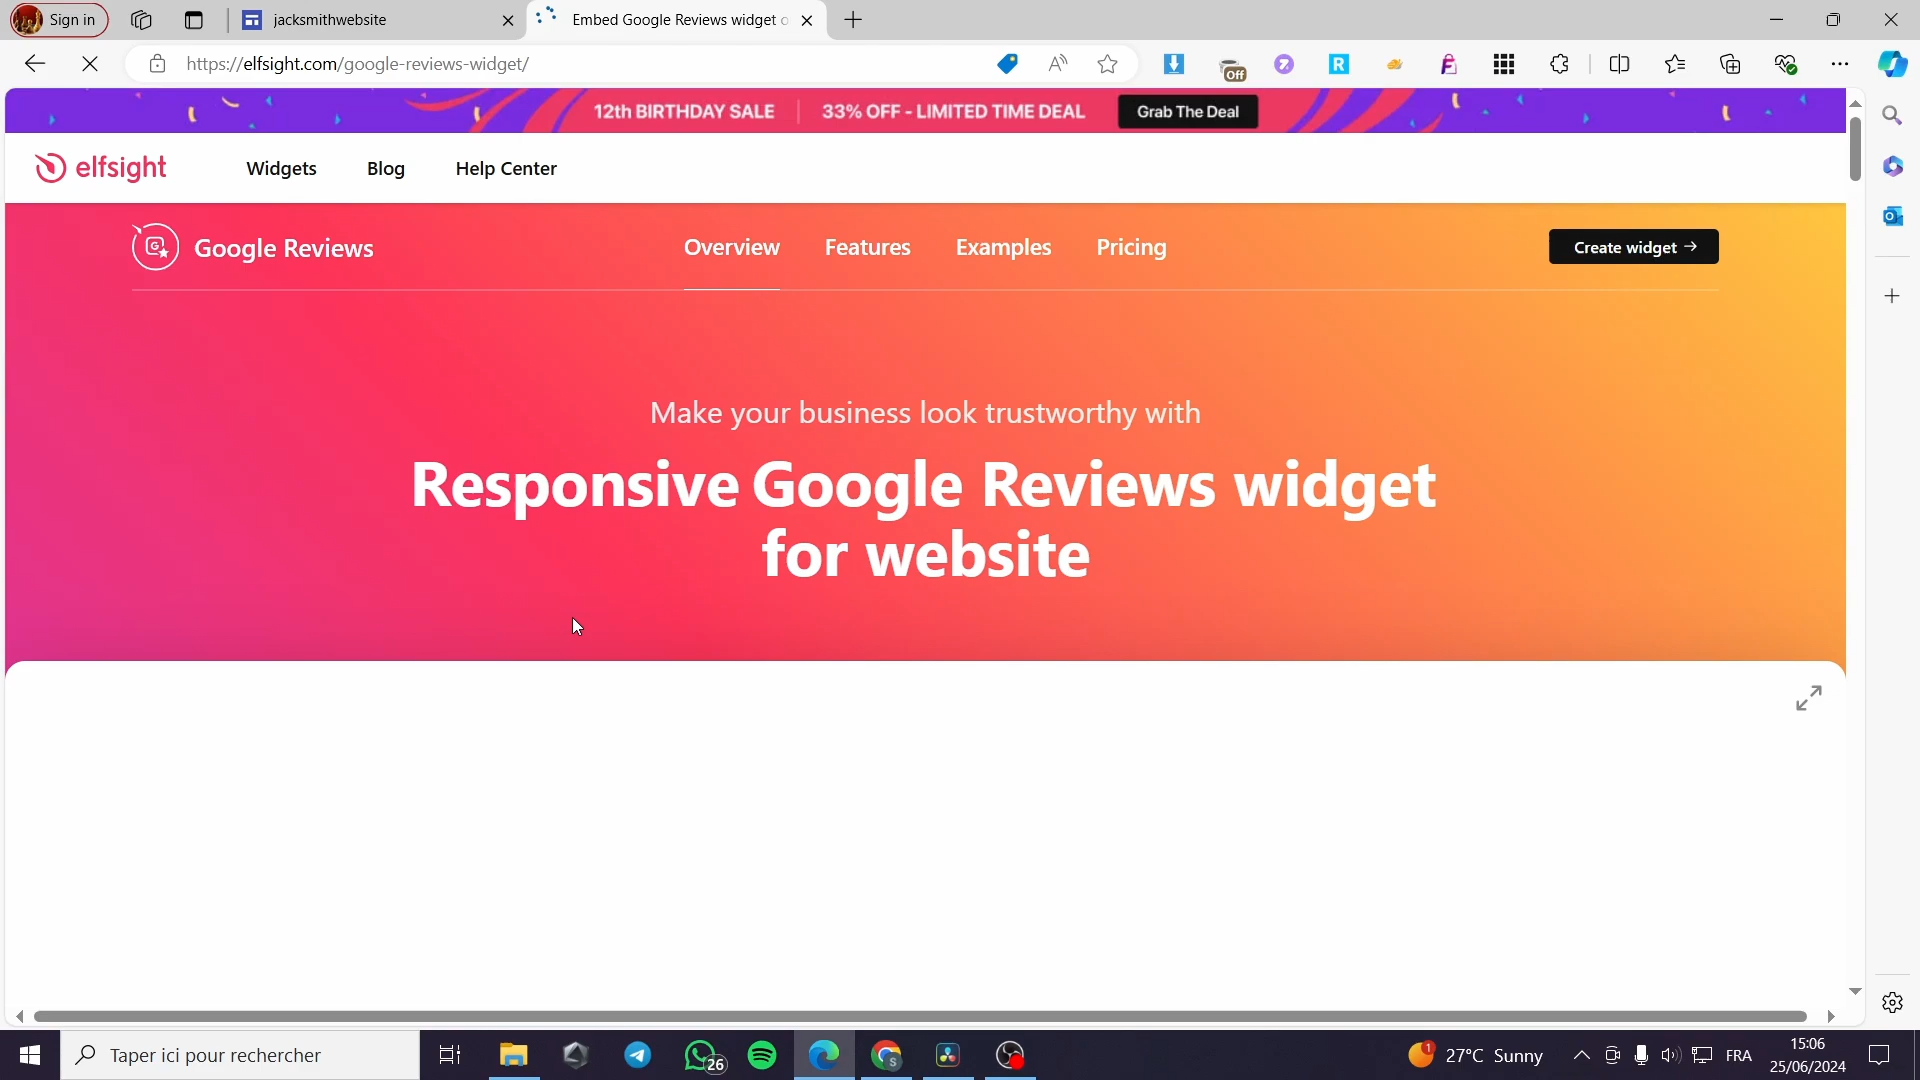 Sign in
jacksmithwebsite
Embed Google Reviews widget o
https://elfsight.com/google-reviews-widget/
Off
12th BIRTHDAY SALE
33% OFF - LIMITED TIME DEAL
Grab The Deal
elfsight
Widgets
Blog
Help Center
Google Reviews
Overview
Features
Examples
Pricing
Create widget →
Make your business look trustworthy with
Responsive Google Reviews widget
for website
Taper ici pour rechercher
26
1
27°C Sunny
FRA
15:06
25/06/2024